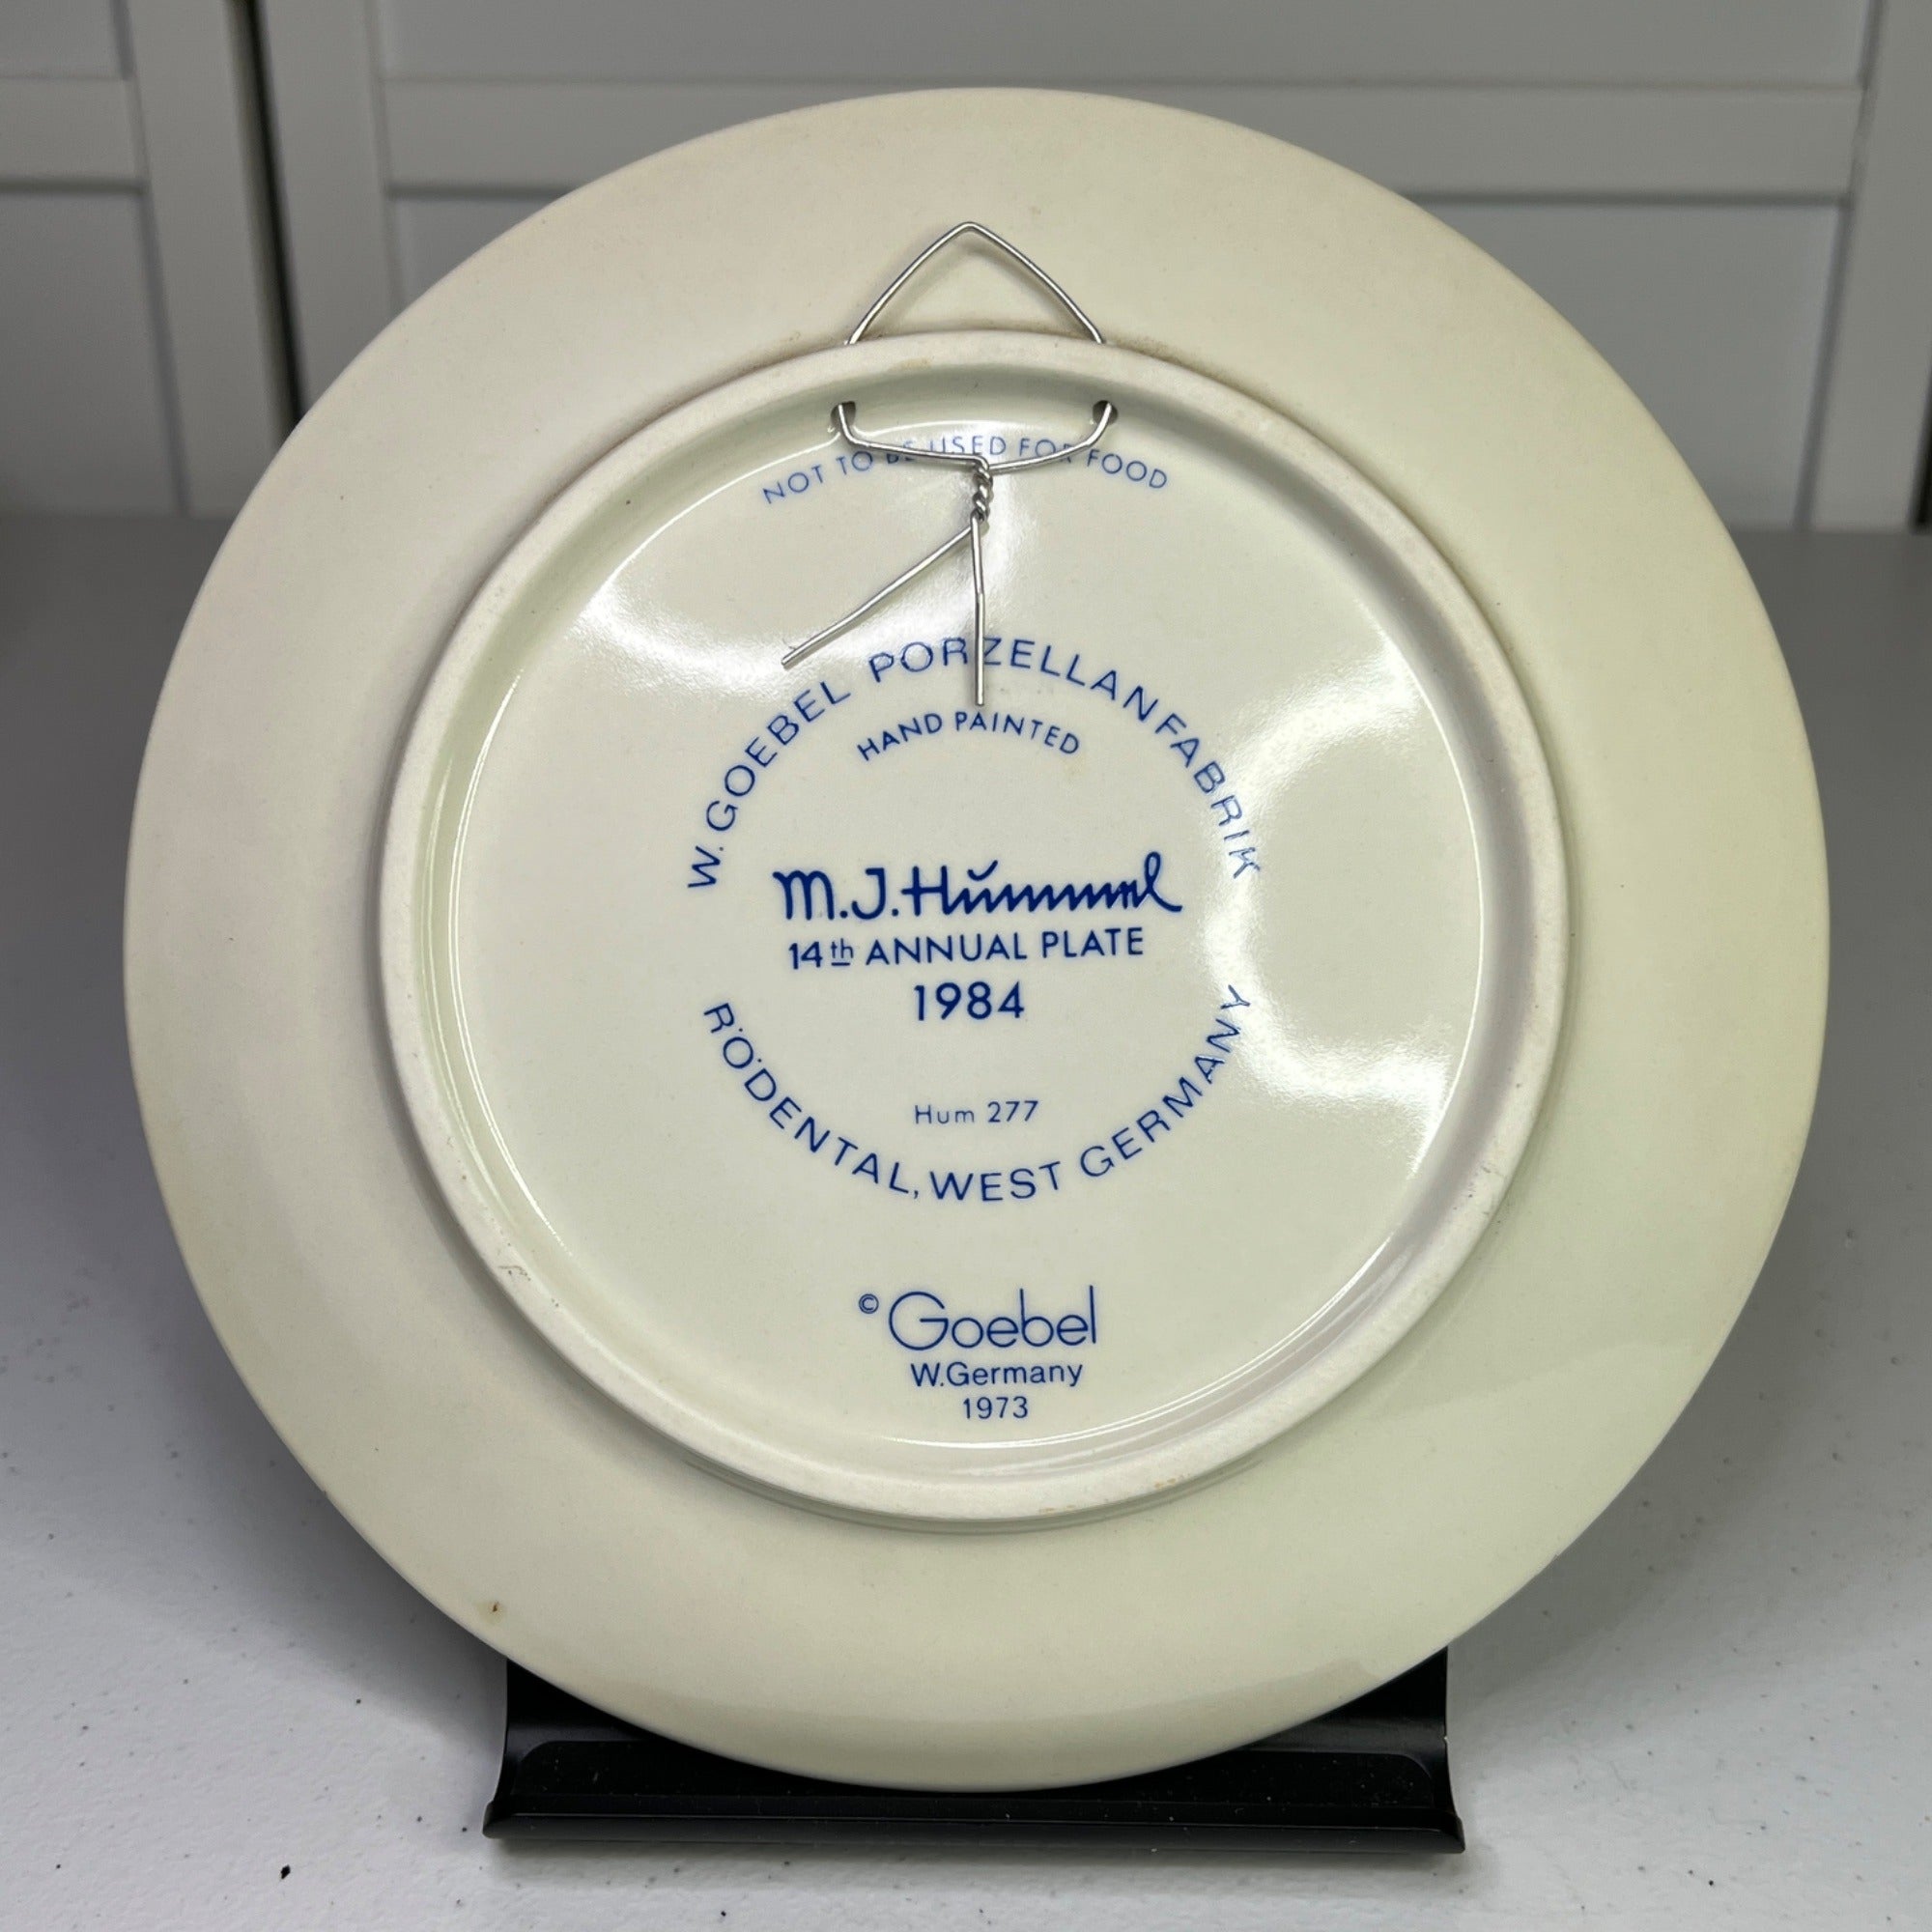 NOT TO BE USED FOR FOOD
W. GOEBEL PORZELLANFABRIK
HAND PAINTED
M.J.Hummel
14th ANNUAL PLATE
1984
Hum 277
RÖDENTAL, WEST GERMANY
© Goebel
W.Germany
1973